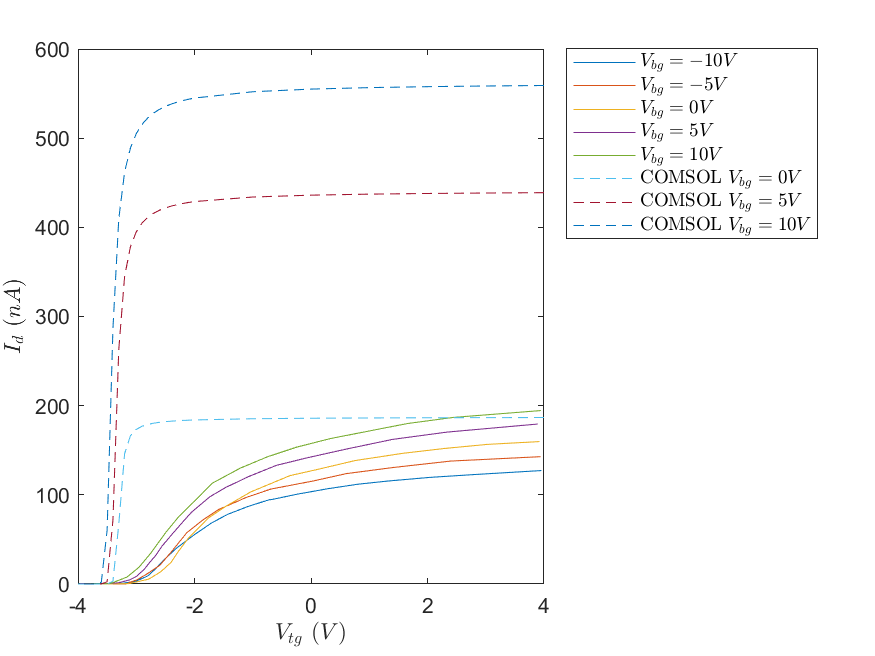 600
500
400
300
200
100
0
-4
-2
0
2
4
I_d (nA)
V_tg (V)
V_bg = −10V
V_bg = −5V
V_bg = 0V
V_bg = 5V
V_bg = 10V
COMSOL V_bg = 0V
COMSOL V_bg = 5V
COMSOL V_bg = 10V